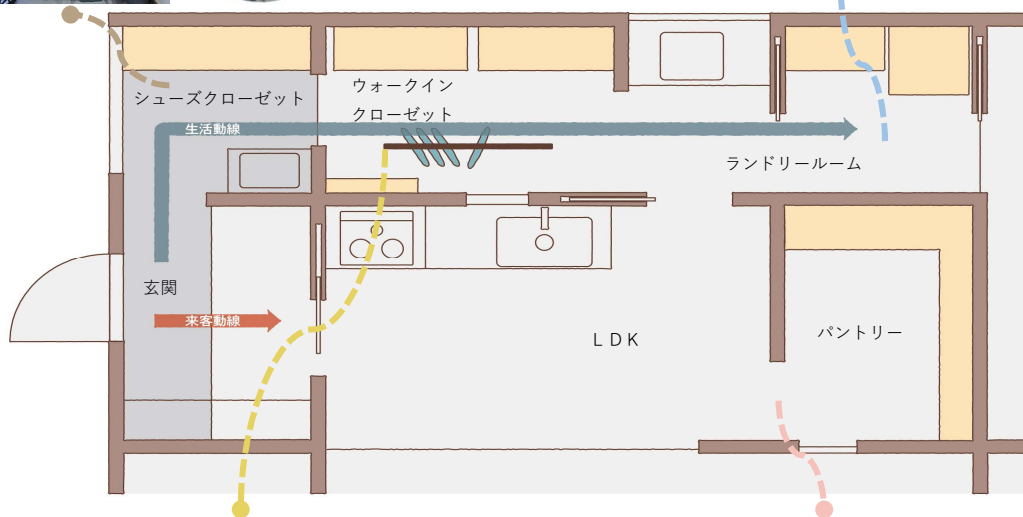 シューズクローゼット
ウォークイン
クローゼット
生活動線
ランドリールーム
玄関
来客動線
ＬＤＫ
パントリー